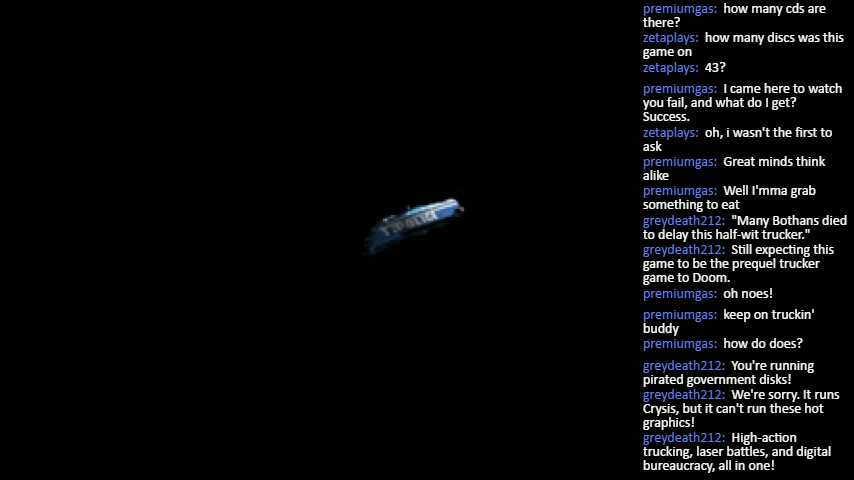 premiumgas: how many cds are
there?
zetaplays: how many discs was this
game on
zetaplays: 43?
premiumgas: I came here to watch
you fail, and what do I get?
Success.
zetaplays: oh, i wasn't the first to
ask
premiumgas: Great minds think
alike
premiumgas: Well I'mma grab
something to eat
greydeath212: "Many Bothans died
to delay this half-wit trucker."
greydeath212: Still expecting this
game to be the prequel trucker
game to Doom.
premiumgas: oh noes!
premiumgas: keep on truckin'
buddy
premiumgas: how do does?
greydeath212: You're running
pirated government disks!
greydeath212: We're sorry. It runs
Crysis, but it can't run these hot
graphics!
greydeath212: High-action
trucking, laser battles, and digital
bureaucracy, all in one!